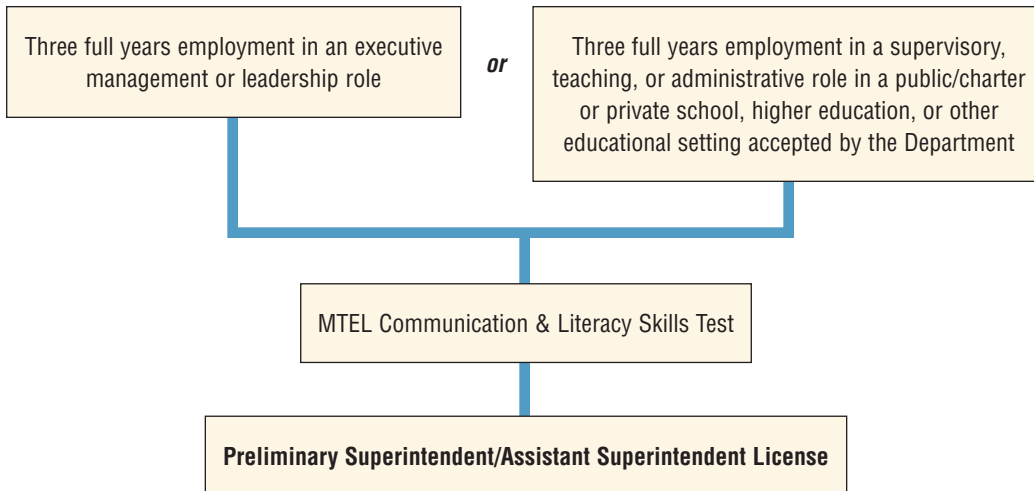 Three full years employment in an executive
management or leadership role
or
Three full years employment in a supervisory,
teaching, or administrative role in a public/charter
or private school, higher education, or other
educational setting accepted by the Department
MTEL Communication & Literacy Skills Test
Preliminary Superintendent/Assistant Superintendent License